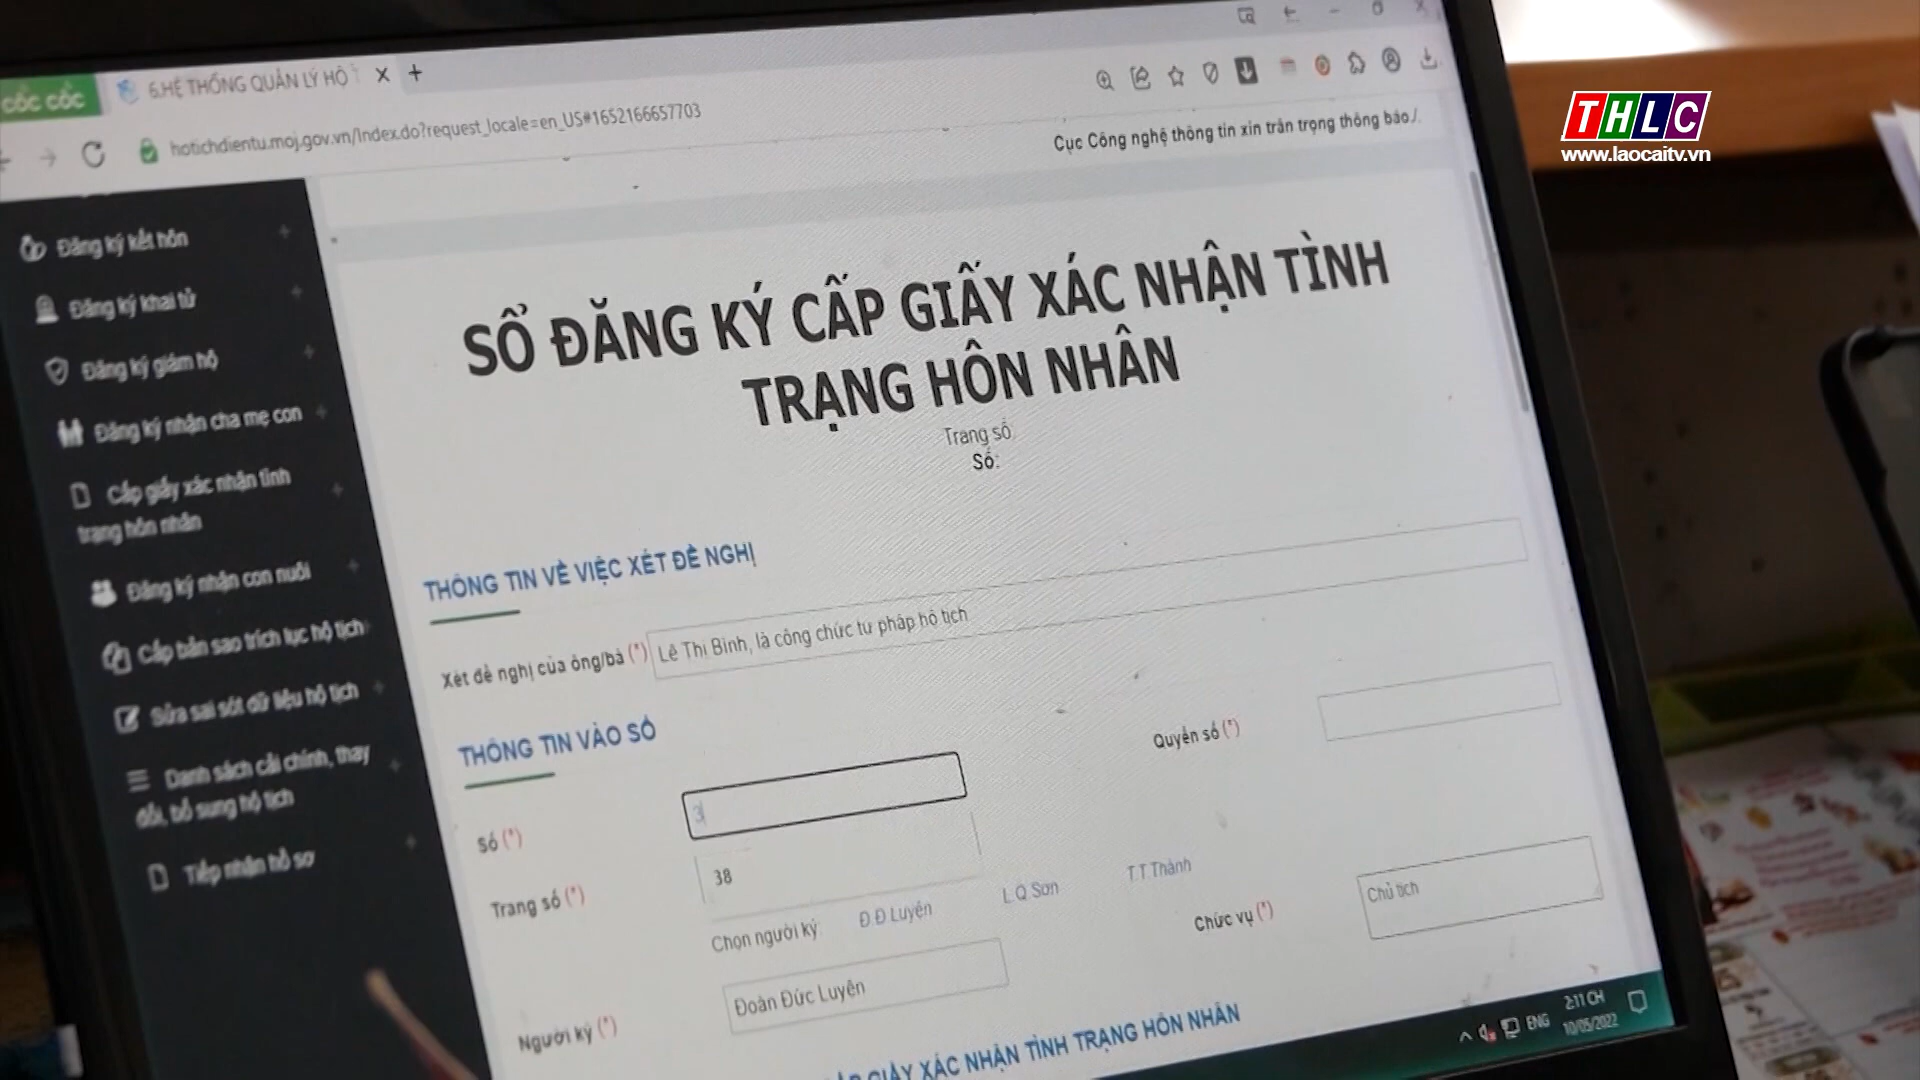 cốc cốc
6.HỆ THỐNG QUẢN LÝ HỘ T
hotichdientu.moj.gov.vn/Index.do?request_locale=en_US#1652166657703
THLC
www.laocaitv.vn
Cục Công nghệ thông tin xin trân trọng thông báo./.
Đăng ký kết hôn
Đăng ký khai tử
Đăng ký giám hộ
Đăng ký nhận cha mẹ con
Cấp giấy xác nhận tình
trạng hôn nhân
Đăng ký nhận con nuôi
Cấp bản sao trích lục hộ tịch
Sửa sai sót dữ liệu hộ tịch
Danh sách cải chính, thay
đổi, bổ sung hộ tịch
Tiếp nhận hồ sơ
SỔ ĐĂNG KÝ CẤP GIẤY XÁC NHẬN TÌNH
TRẠNG HÔN NHÂN
Trang số:
Số:
THÔNG TIN VỀ VIỆC XÉT ĐỀ NGHỊ
Xét đề nghị của ông/bà (*) Lê Thị Bình, là công chức tư pháp hộ tịch
THÔNG TIN VÀO SỔ
Số (*) 3 Quyển số (*)
Trang số (*) 38
Chọn người ký: Đ.Đ.Luyện L.Q.Sơn T.T.Thành
Người ký (*) Đoàn Đức Luyên Chức vụ (*) Chủ tịch
GIẤY XÁC NHẬN TÌNH TRẠNG HÔN NHÂN
ENG 2:11 CH
10/05/2022